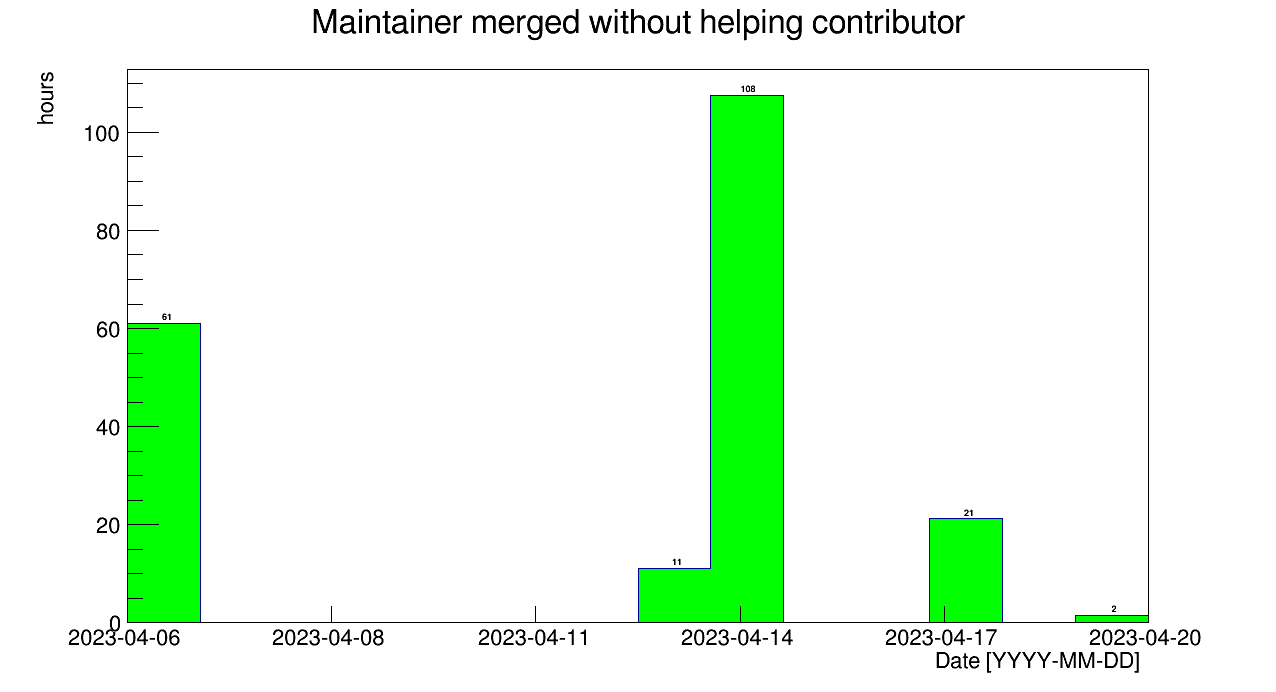 Maintainer merged without helping contributor
hours
108
100
80
61
60
40
20
21
11
2
0
2023-04-06 2023-04-08 2023-04-11 2023-04-14 2023-04-17 2023-04-20
Date [YYYY-MM-DD]